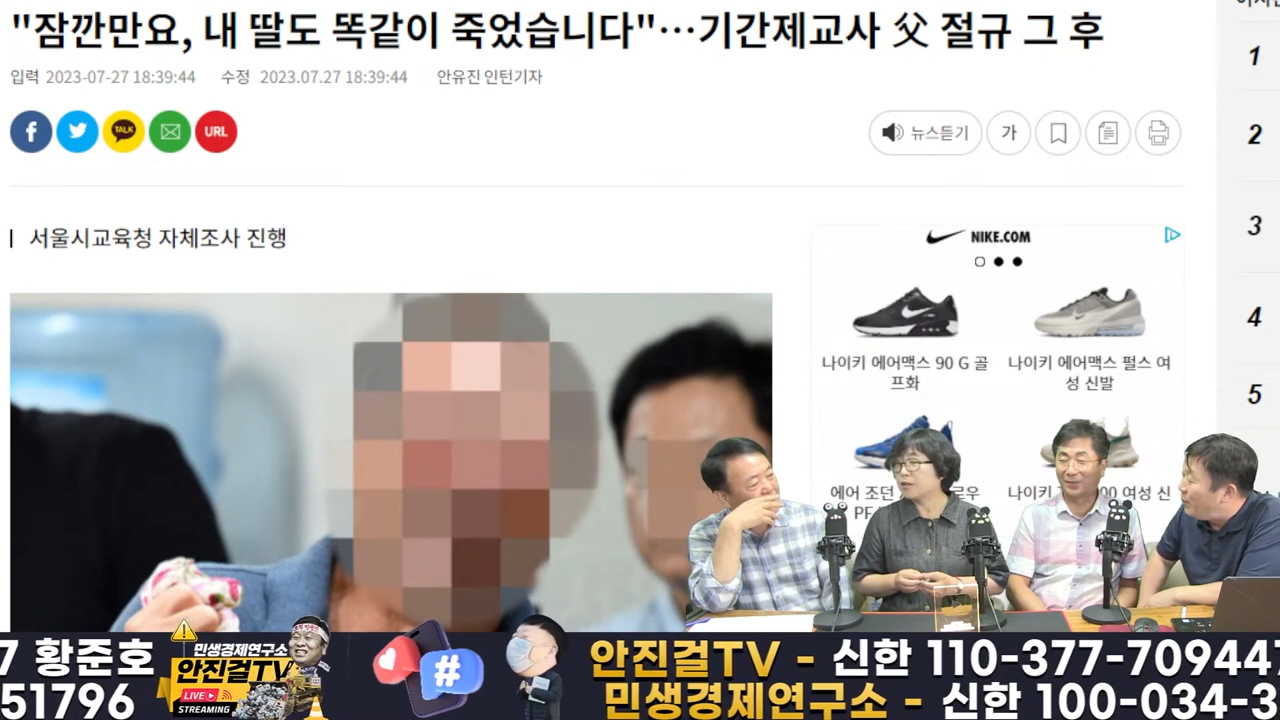 "잠깐만요, 내 딸도 똑같이 죽었습니다"…기간제교사 父 절규 그 후
입력 2023-07-27 18:39:44 수정 2023.07.27 18:39:44 안유진 인턴기자
TALK
URL
뉴스듣기
가
1
2
3
4
5
서울시교육청 자체조사 진행
NIKE.COM
나이키 에어맥스 90 G 골
프화
나이키 에어맥스 펄스 여
성 신발
에어 조던
로우
나이키
00 여성 신
7 황준호
51796
민생경제연구소
안진걸TV
LIVE
STREAMING
#
안진걸TV - 신한 110-377-709447
민생경제연구소 - 신한 100-034-3